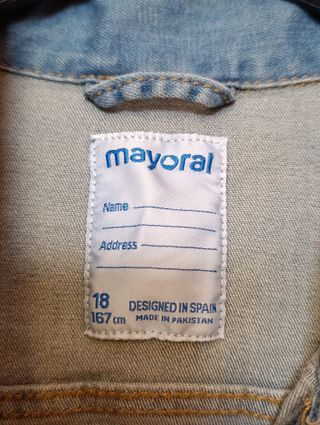 mayoral
Name
Address
18 DESIGNED IN SPAIN
167cm MADE IN PAKISTAN